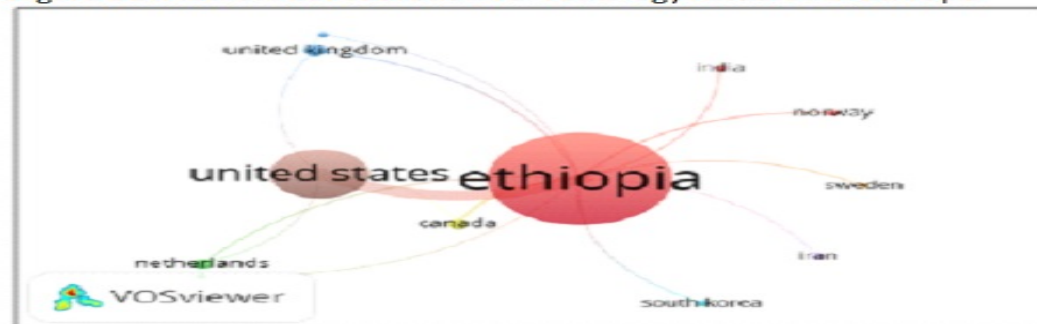 united kingdom
india
norway
united states
ethiopia
sweden
canada
iran
netherlands
VOSviewer
south korea